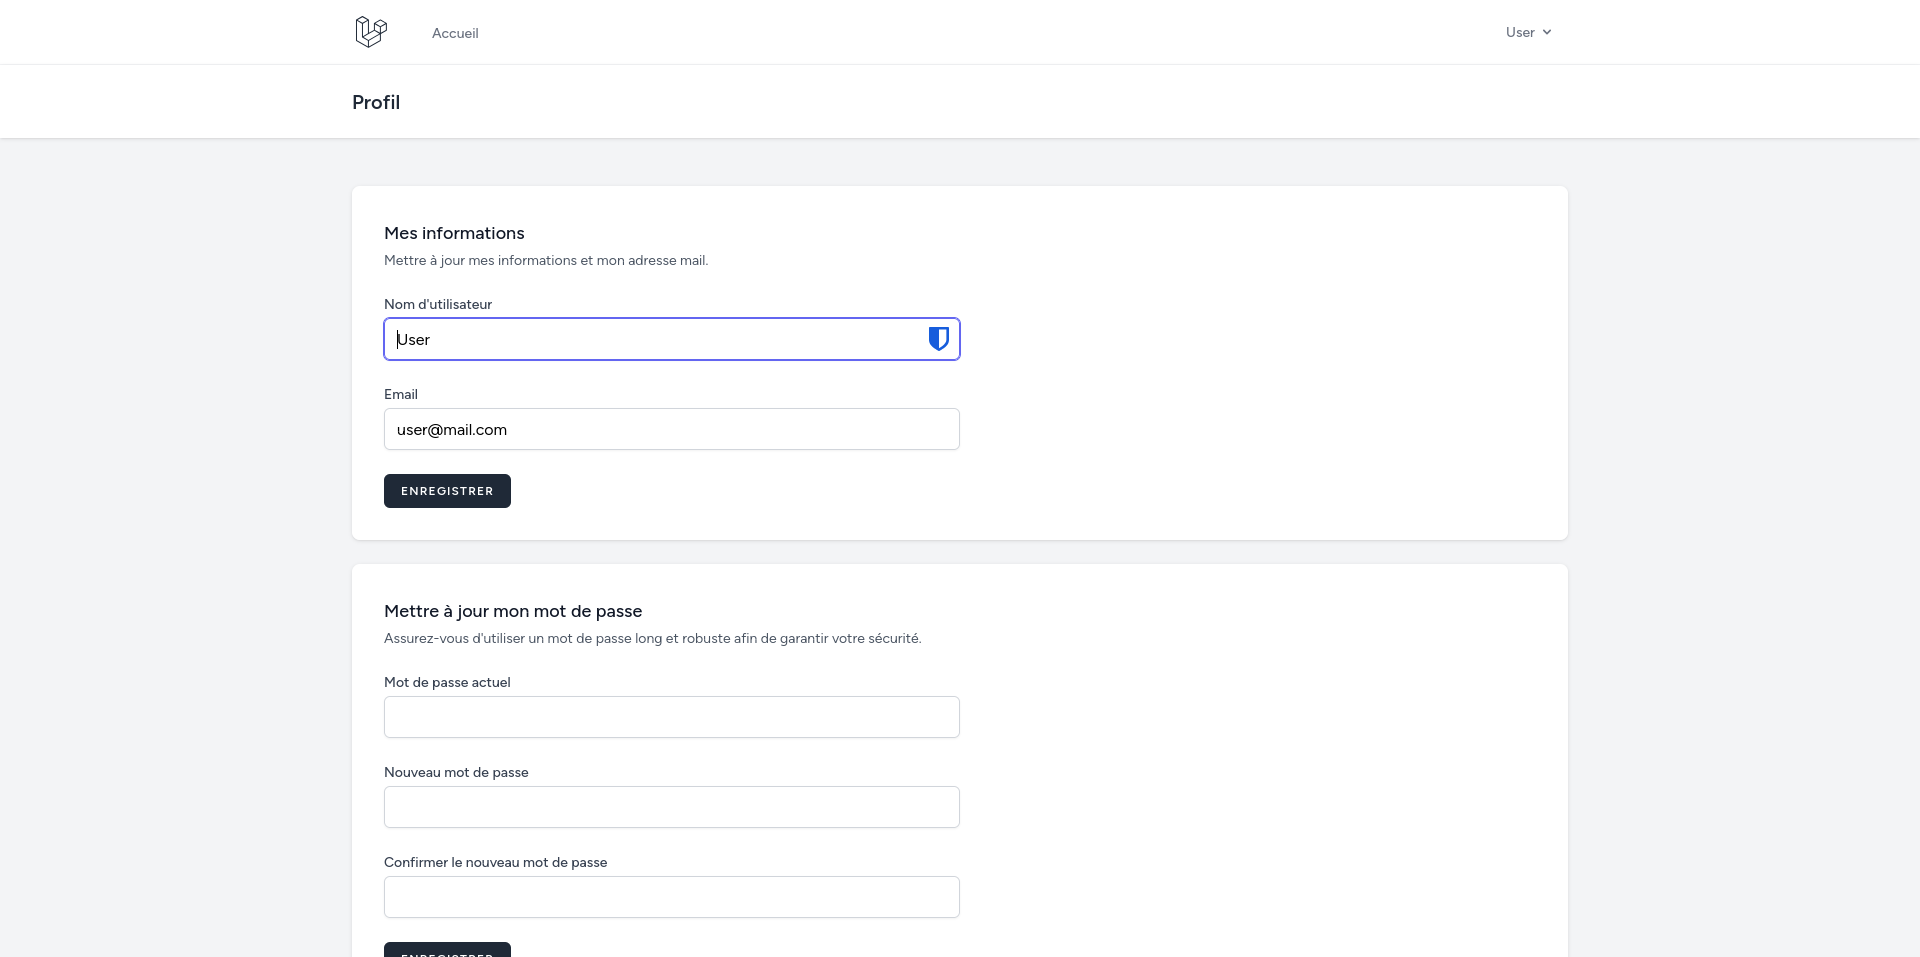 Accueil
User
Profil
Mes informations
Mettre à jour mes informations et mon adresse mail.
Nom d'utilisateur
User
Email
user@mail.com
ENREGISTRER
Mettre à jour mon mot de passe
Assurez-vous d'utiliser un mot de passe long et robuste afin de garantir votre sécurité.
Mot de passe actuel
Nouveau mot de passe
Confirmer le nouveau mot de passe
ENREGISTRER